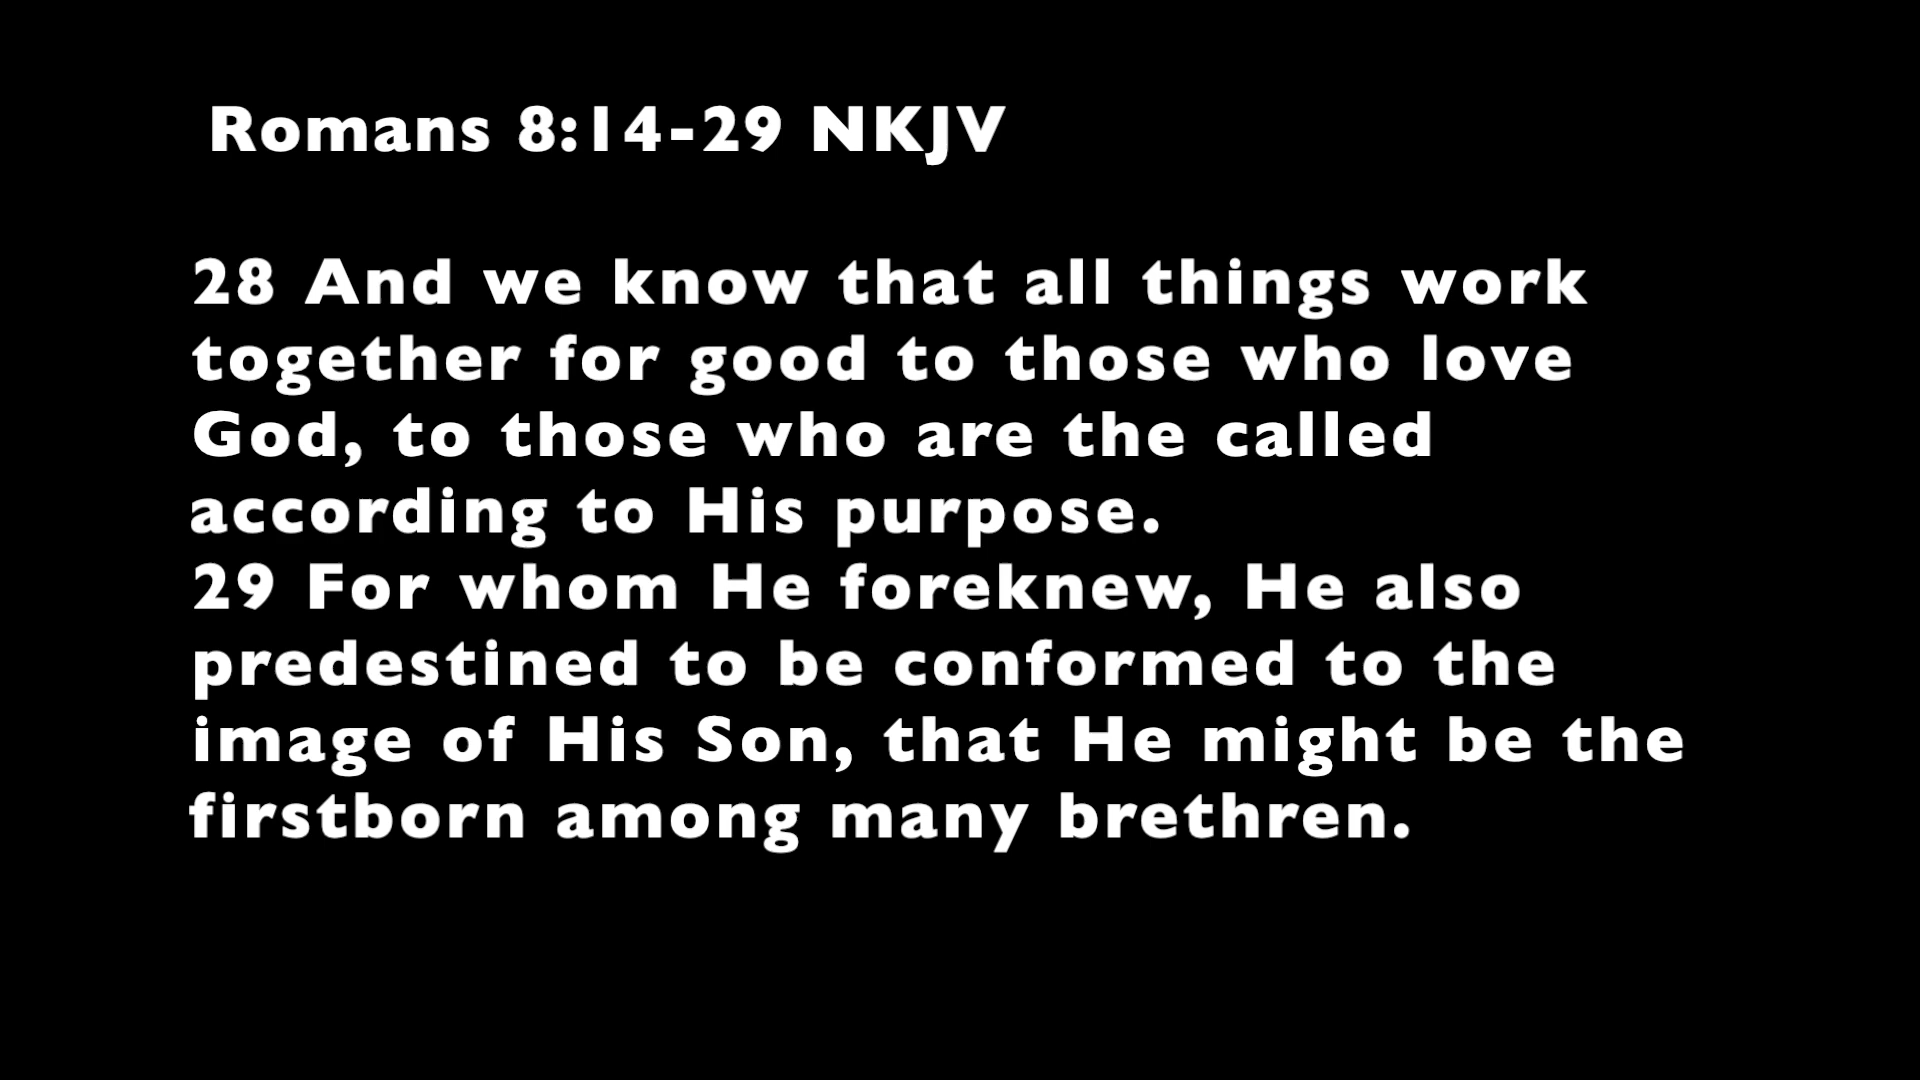 Romans 8:14-29 NKJV
28 And we know that all things work
together for good to those who love
God, to those who are the called
according to His purpose.
29 For whom He foreknew, He also
predestined to be conformed to the
image of His Son, that He might be the
firstborn among many brethren.